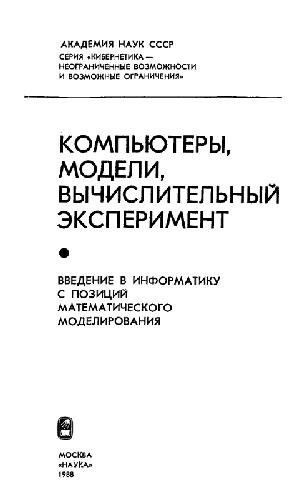 АКАДЕМИЯ НАУК СССР
СЕРИЯ «КИБЕРНЕТИКА —
НЕОГРАНИЧЕННЫЕ ВОЗМОЖНОСТИ
И ВОЗМОЖНЫЕ ОГРАНИЧЕНИЯ»
КОМПЬЮТЕРЫ,
МОДЕЛИ,
ВЫЧИСЛИТЕЛЬНЫЙ
ЭКСПЕРИМЕНТ
ВВЕДЕНИЕ В ИНФОРМАТИКУ
С ПОЗИЦИЙ
МАТЕМАТИЧЕСКОГО
МОДЕЛИРОВАНИЯ
МОСКВА
«НАУКА»
1988